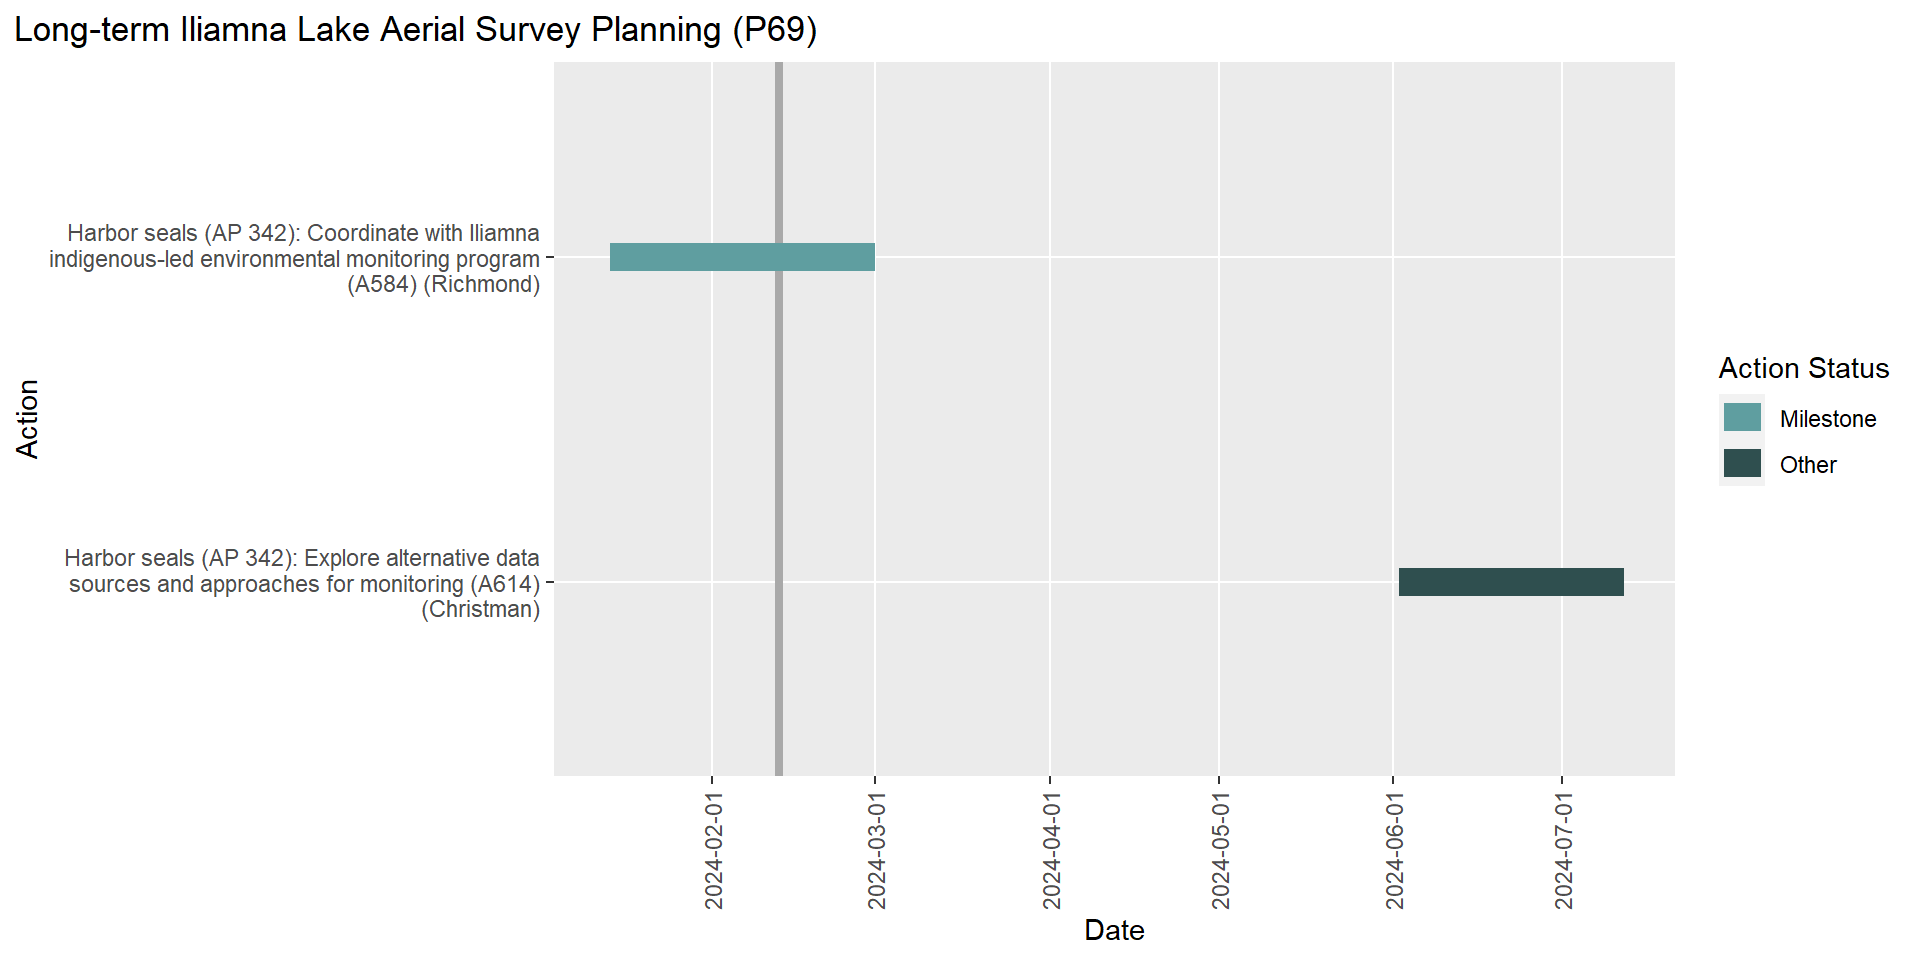 Long-term Iliamna Lake Aerial Survey Planning (P69)
Action
Harbor seals (AP 342): Coordinate with Iliamna
indigenous-led environmental monitoring program
(A584) (Richmond)
Harbor seals (AP 342): Explore alternative data
sources and approaches for monitoring (A614)
(Christman)
2024-02-01
2024-03-01
2024-04-01
2024-05-01
2024-06-01
2024-07-01
Date
Action Status
Milestone
Other